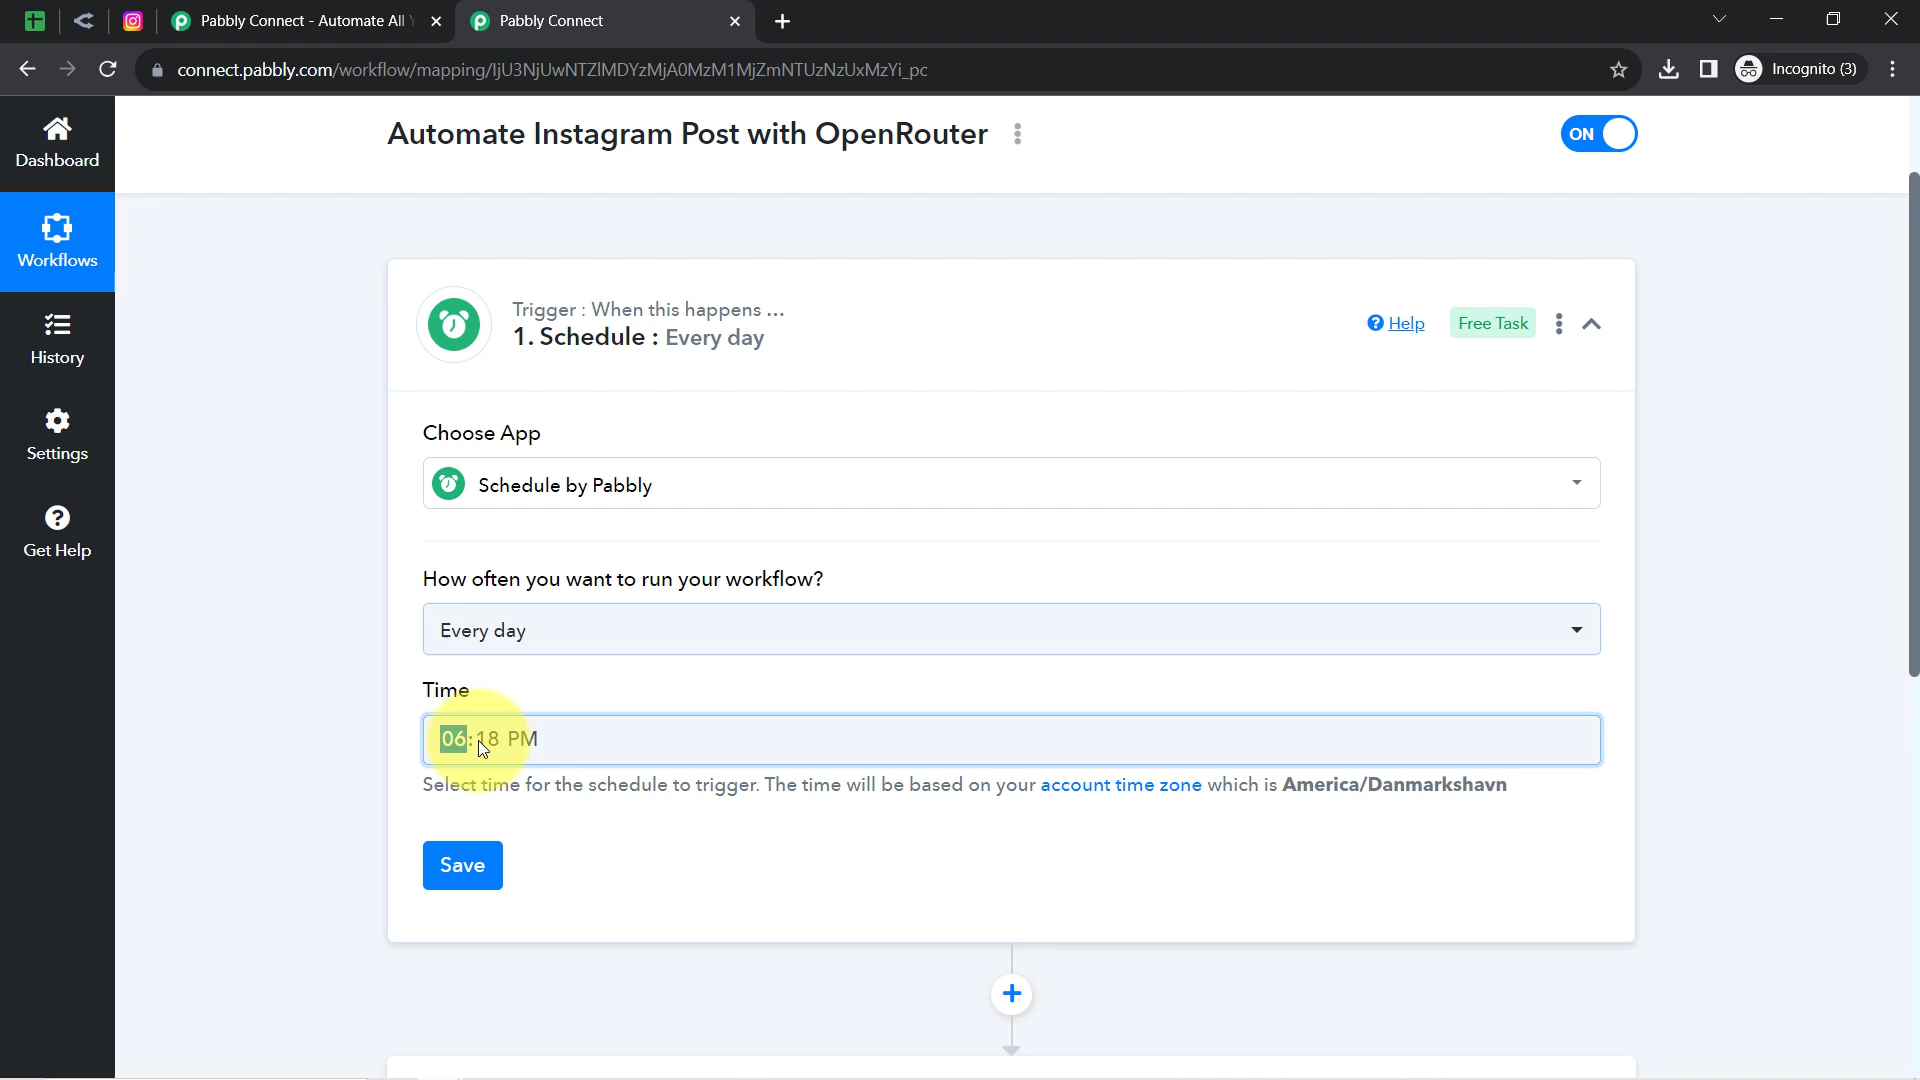 Pabbly Connect - Automate All
Pabbly Connect
connect.pabbly.com/workflow/mapping/IjU3NjUwNTZlMDYzMjA0MzM1MjZmNTUzNzUxMzYi_pc
Incognito (3)
Dashboard
Workflows
History
Settings
Get Help
Automate Instagram Post with OpenRouter
ON
Trigger : When this happens ...
1. Schedule : Every day
Help
Free Task
Choose App
Schedule by Pabbly
How often you want to run your workflow?
Every day
Time
06:18 PM
Select time for the schedule to trigger. The time will be based on your account time zone which is America/Danmarkshavn
Save